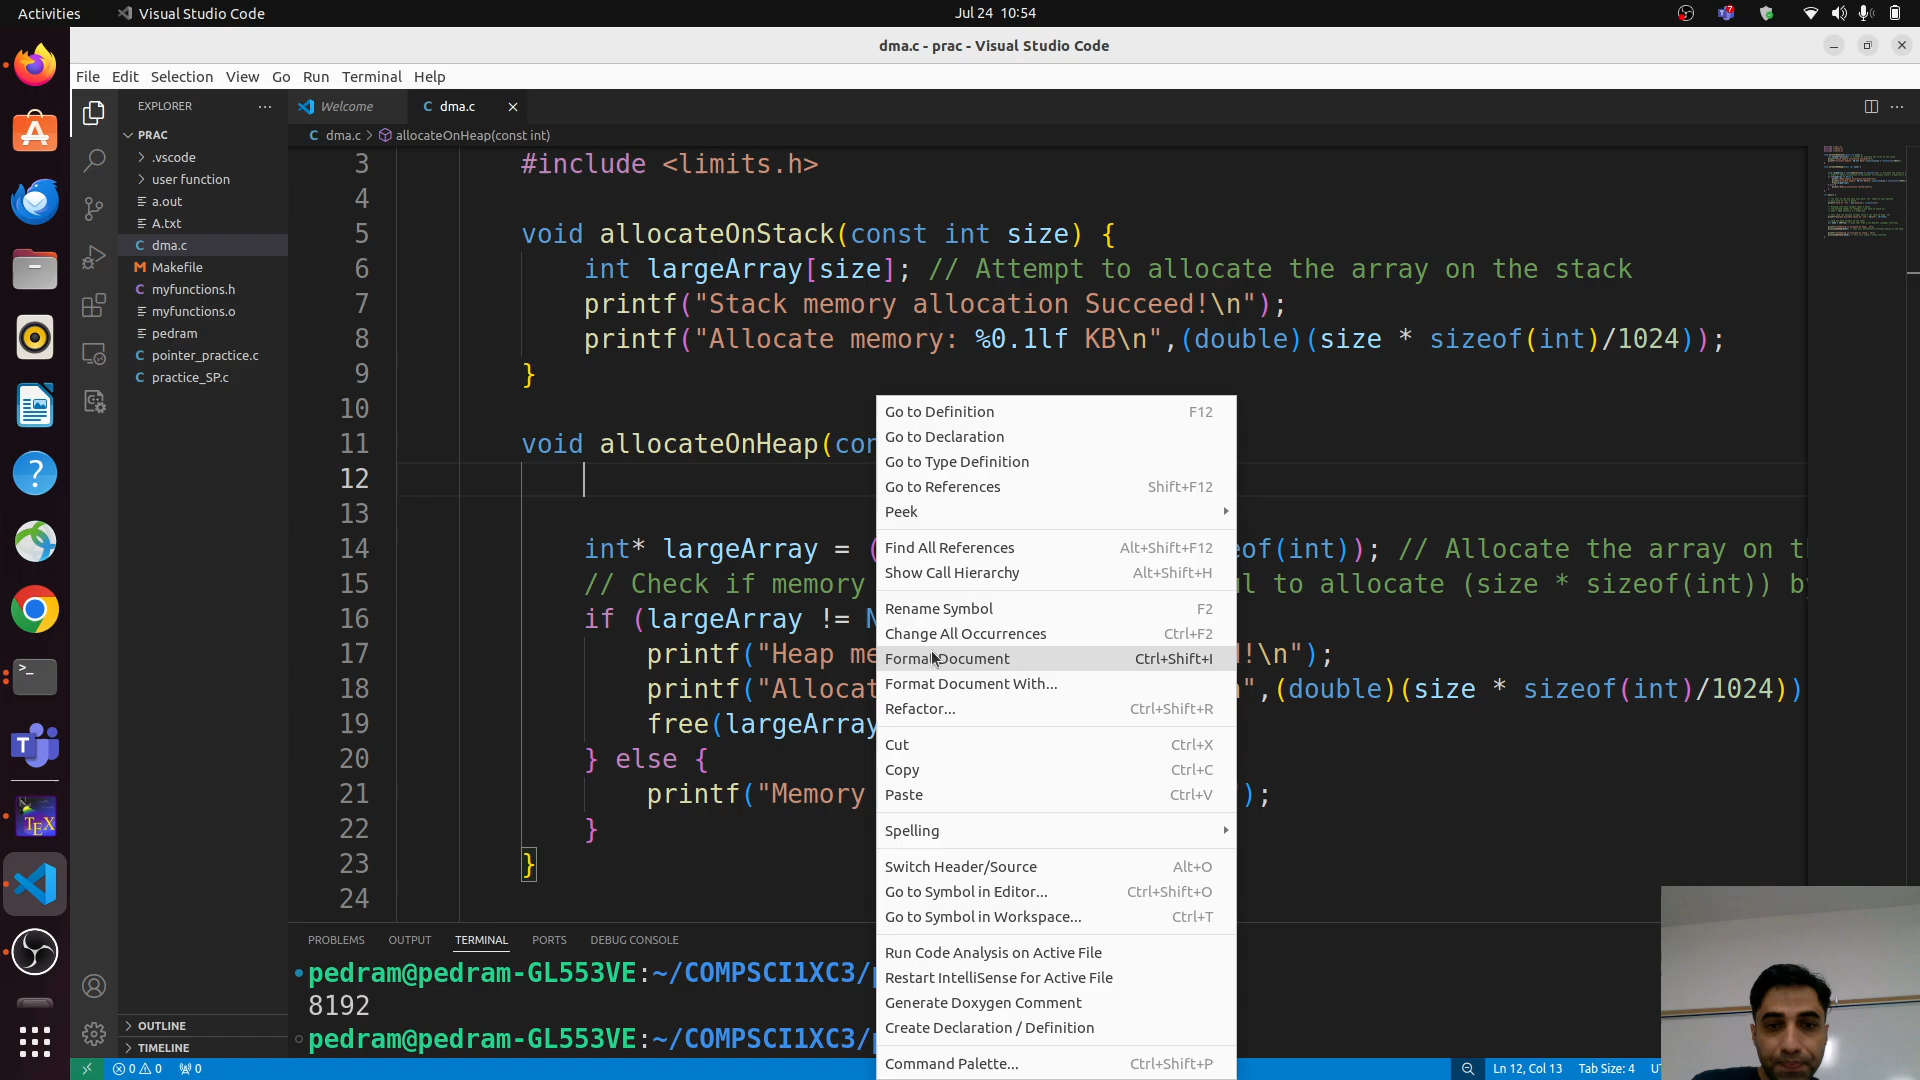 Activities
Visual Studio Code
Jul 24 10:54
dma.c - prac - Visual Studio Code
File Edit Selection View Go Run Terminal Help
EXPLORER
Welcome
dma.c
PRAC
dma.c > allocateOnHeap(const int)
.vscode
user function
a.out
A.txt
dma.c
Makefile
myfunctions.h
myfunctions.o
pedram
pointer_practice.c
practice_SP.c
OUTLINE
TIMELINE
3 #include <limits.h>
4
5 void allocateOnStack(const int size) {
6 int largeArray[size]; // Attempt to allocate the array on the stack
7 printf("Stack memory allocation Succeed!\n");
8 printf("Allocate memory: %0.1lf KB\n",(double)(size * sizeof(int)/1024));
9 }
10
11 void allocateOnHeap(con
12
13
14 int* largeArray = ( eof(int)); // Allocate the array on t
15 // Check if memory l to allocate (size * sizeof(int)) b
16 if (largeArray != N
17 printf("Heap me !\n");
18 printf("Allocat ",(double)(size * sizeof(int)/1024))
19 free(largeArray
20 } else {
21 printf("Memory );
22 }
23 }
24
Go to Definition F12
Go to Declaration
Go to Type Definition
Go to References Shift+F12
Peek
Find All References Alt+Shift+F12
Show Call Hierarchy Alt+Shift+H
Rename Symbol F2
Change All Occurrences Ctrl+F2
Format Document Ctrl+Shift+I
Format Document With...
Refactor... Ctrl+Shift+R
Cut Ctrl+X
Copy Ctrl+C
Paste Ctrl+V
Spelling
Switch Header/Source Alt+O
Go to Symbol in Editor... Ctrl+Shift+O
Go to Symbol in Workspace... Ctrl+T
Run Code Analysis on Active File
Restart IntelliSense for Active File
Generate Doxygen Comment
Create Declaration / Definition
Command Palette... Ctrl+Shift+P
PROBLEMS OUTPUT TERMINAL PORTS DEBUG CONSOLE
pedram@pedram-GL553VE:~/COMPSCI1XC3/
8192
pedram@pedram-GL553VE:~/COMPSCI1XC3/
0 0 0
Ln 12, Col 13 Tab Size: 4